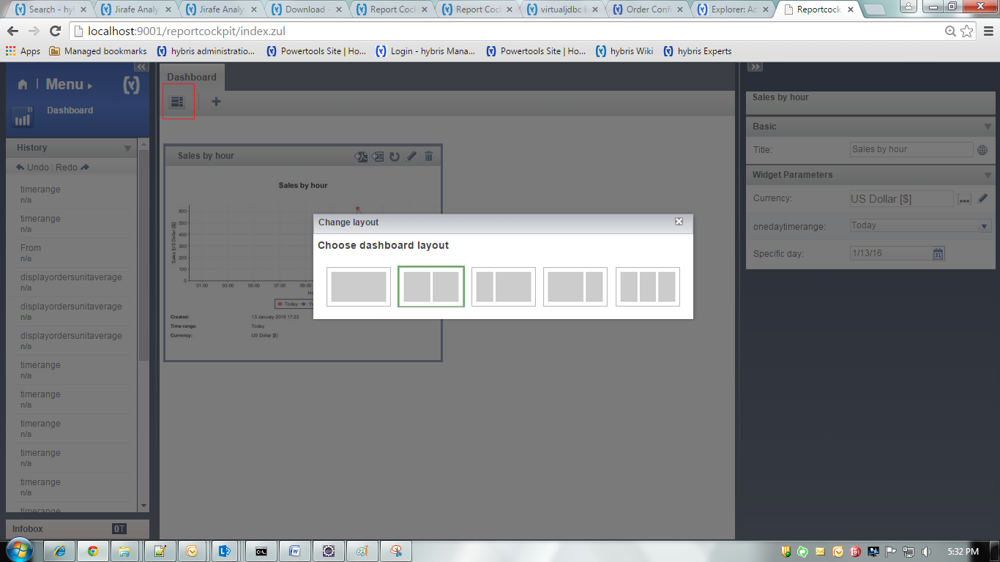 Search - hyb
Jirafe Analy
Jirafe Analy
Download -
Report Cock
Report Cock
virtualjdbc E
Order Confi
Explorer: Ac
Reportcock
localhost:9001/reportcockpit/index.zul
Apps
Managed bookmarks
hybris administratio...
Powertools Site | Ho...
Login - hybris Mana...
Powertools Site | Ho...
hybris Wiki
hybris Experts
Menu
Dashboard
History
Undo | Redo
timerange
n/a
timerange
n/a
From
n/a
displayordersunitaverage
n/a
displayordersunitaverage
n/a
displayordersunitaverage
n/a
timerange
n/a
timerange
n/a
timerange
n/a
timerange
n/a
timerange
n/a
timerange
Infobox
0T
Dashboard
Sales by hour
Sales by hour
Sales [US Dollar [$]]
600
500
400
300
200
100
0
01:00
03:00
05:00
07:00
09:00
Today
Created:
13 January 2016 17:22
Time range:
Today
Currency:
US Dollar [$]
Change layout
Choose dashboard layout
Sales by hour
Basic
Title:
Sales by hour
Widget Parameters
Currency:
US Dollar [$]
...
onedaytimerange:
Today
Specific day:
1/13/16
31
5:32 PM